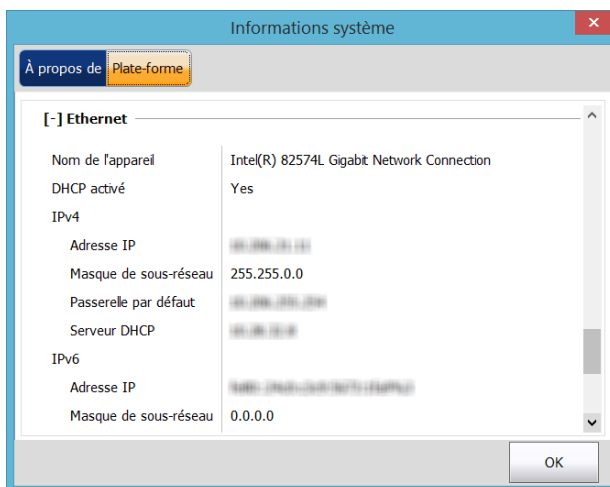 Informations système
À propos de Plate-forme
[-] Ethernet
Nom de l'appareil Intel(R) 82574L Gigabit Network Connection
DHCP activé Yes
IPv4
Adresse IP
Masque de sous-réseau 255.255.0.0
Passerelle par défaut
Serveur DHCP
IPv6
Adresse IP
Masque de sous-réseau 0.0.0.0
OK